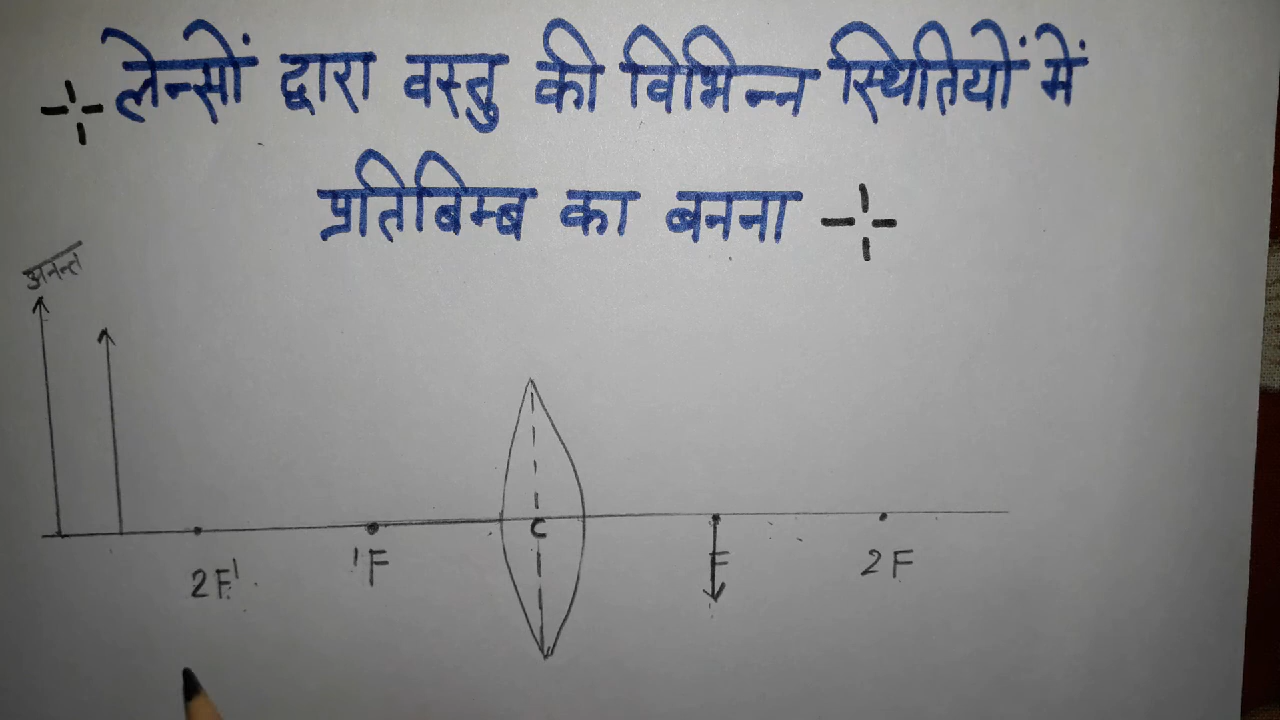 लेन्सों द्वारा वस्तु की विभिन्न स्थितियों में
प्रतिबिम्ब का बनना
अनन्त
2F' 'F C F 2F